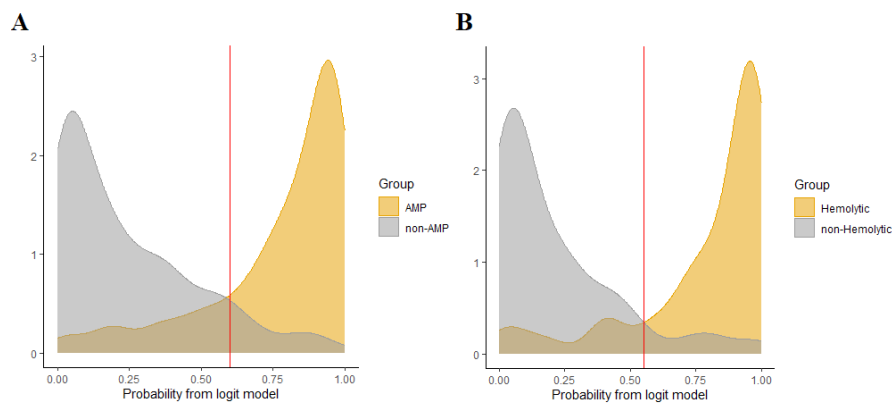 A
3
2
1
0
0.00 0.25 0.50 0.75 1.00
Probability from logit model
Group
AMP
non-AMP
B
3
2
1
0
0.00 0.25 0.50 0.75 1.00
Probability from logit model
Group
Hemolytic
non-Hemolytic